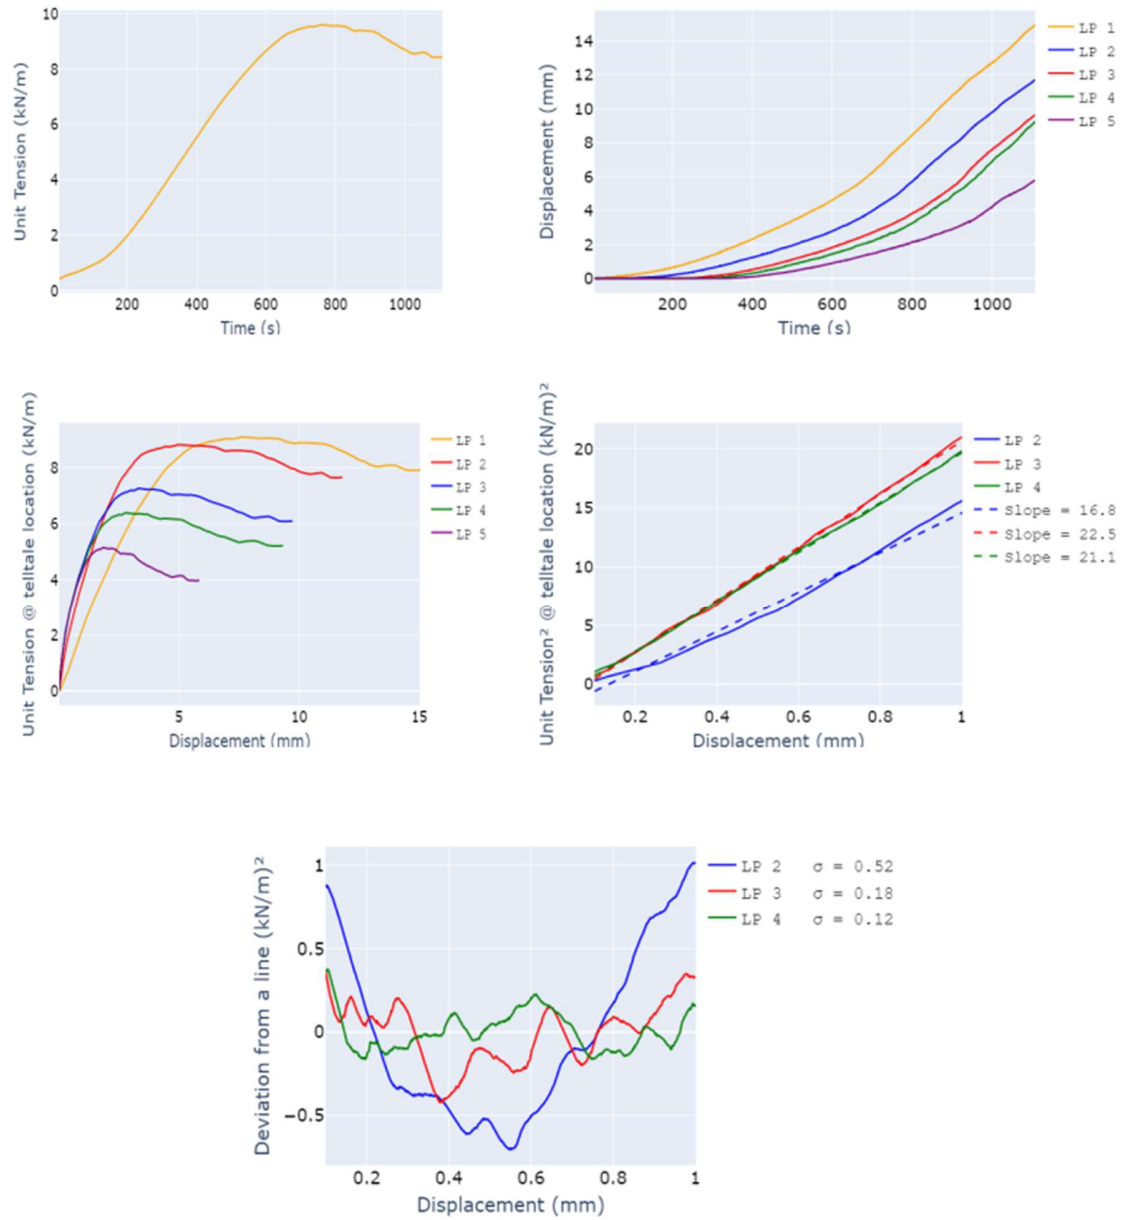 Unit Tension (kN/m)
10
8
6
4
2
0
200 400 600 800 1000
Time (s)
Displacement (mm)
14
12
10
8
6
4
2
0
200 400 600 800 1000
Time (s)
LP 1
LP 2
LP 3
LP 4
LP 5
Unit Tension @ telltale location (kN/m)
8
6
4
2
0
5 10 15
Displacement (mm)
LP 1
LP 2
LP 3
LP 4
LP 5
Unit Tension² @ telltale location (kN/m)²
20
15
10
5
0
0.2 0.4 0.6 0.8 1
Displacement (mm)
LP 2
LP 3
LP 4
Slope = 16.8
Slope = 22.5
Slope = 21.1
Deviation from a line (kN/m)²
1
0.5
0
−0.5
0.2 0.4 0.6 0.8 1
Displacement (mm)
LP 2 σ = 0.52
LP 3 σ = 0.18
LP 4 σ = 0.12